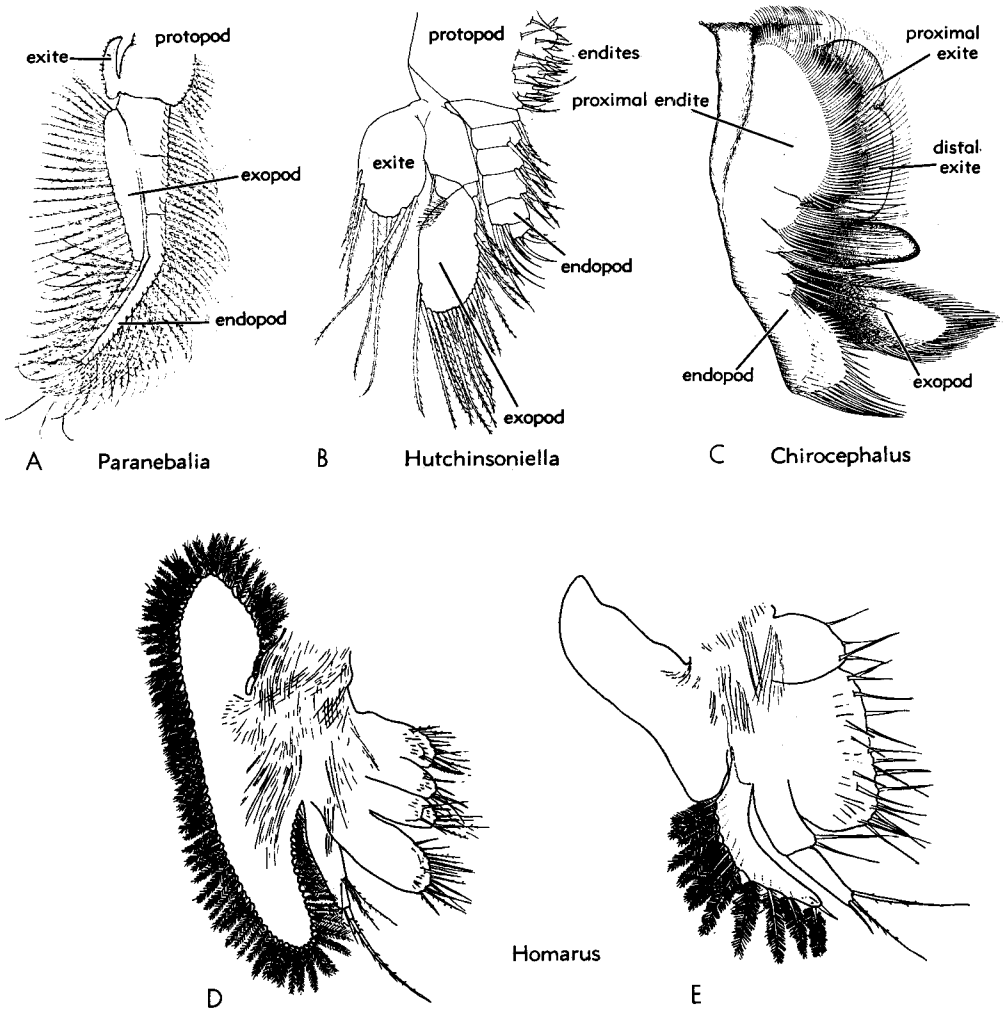 exite
protopod
exopod
endopod
A Paranebalia
protopod
endites
exite
endopod
exopod
B Hutchinsoniella
proximal
exite
proximal endite
distal
exite
endopod
exopod
C Chirocephalus
Homarus
D
E